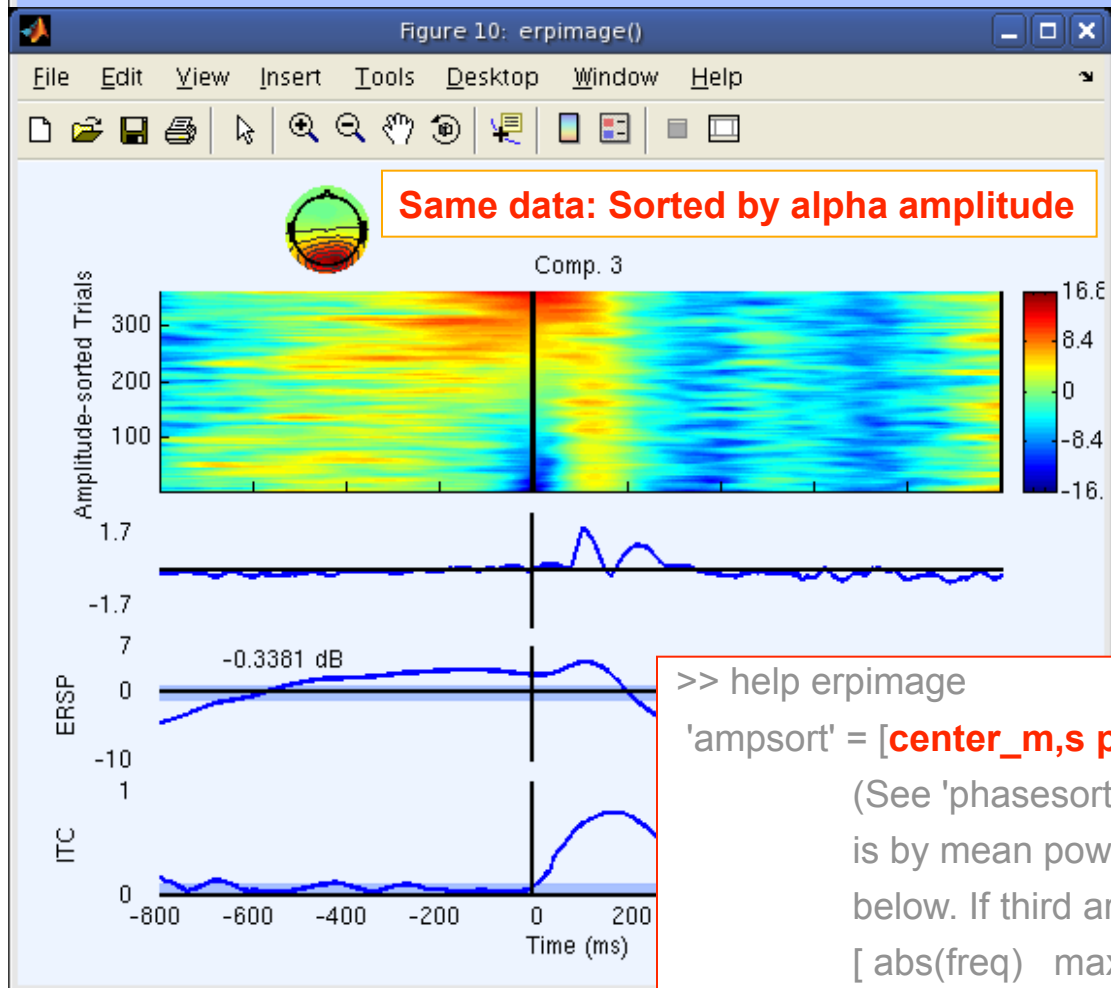 Figure 10: erpimage()
File Edit View Insert Tools Desktop Window Help
Same data: Sorted by alpha amplitude
Comp. 3
Amplitude-sorted Trials
300
200
100
16.8
8.4
0
-8.4
-16.
1.7
-1.7
ERSP
7
0
-10
-0.3381 dB
ITC
1
0
-800 -600 -400 -200 0 200
Time (ms)
>> help erpimage
'ampsort' = [center_m,s p
(See 'phasesort
is by mean pow
below. If third ar
[ abs(freq) max